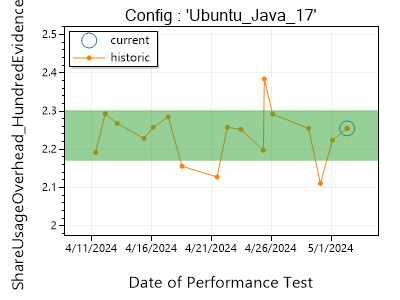 Config : 'Ubuntu_Java_17'
ShareUsageOverhead_HundredEvidence
2.5
2.4
2.3
2.2
2.1
2
current
historic
4/11/2024
4/16/2024
4/21/2024
4/26/2024
5/1/2024
Date of Performance Test